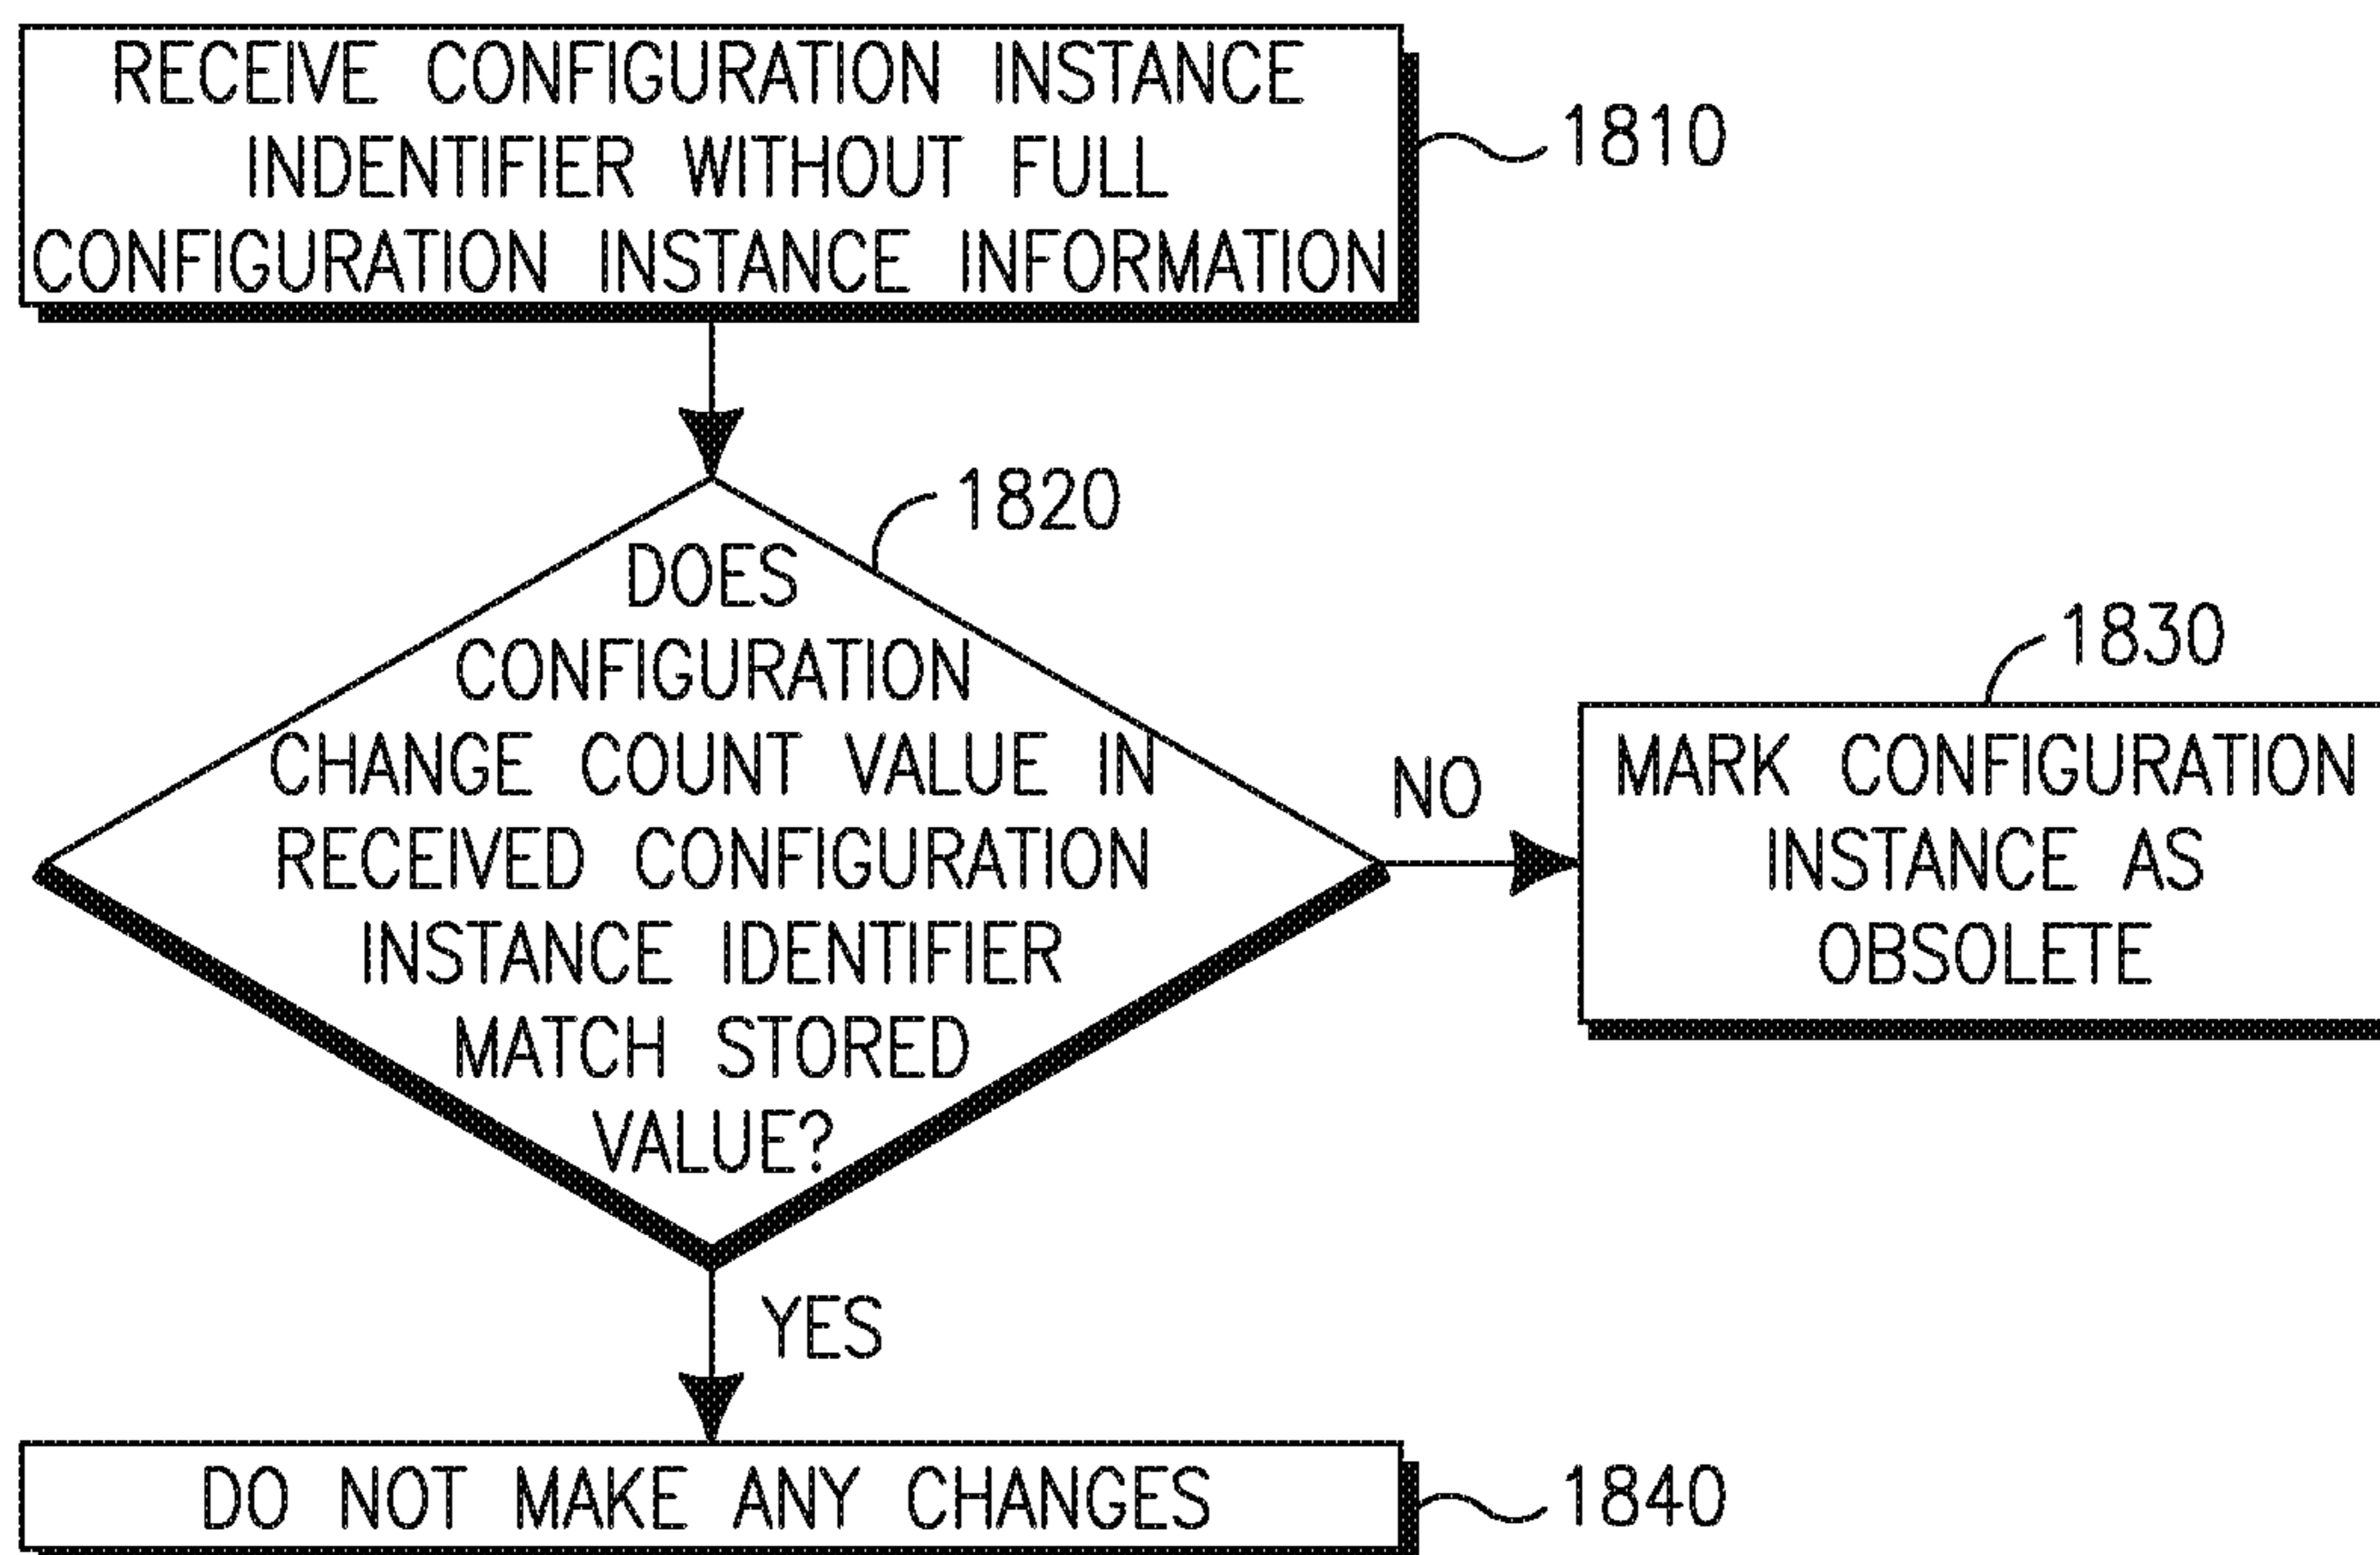 RECEIVE CONFIGURATION INSTANCE
INDENTIFIER WITHOUT FULL
CONFIGURATION INSTANCE INFORMATION
1810
1820
DOES
CONFIGURATION
CHANGE COUNT VALUE IN
RECEIVED CONFIGURATION
INSTANCE IDENTIFIER
MATCH STORED
VALUE?
NO
1830
MARK CONFIGURATION
INSTANCE AS
OBSOLETE
YES
DO NOT MAKE ANY CHANGES
1840